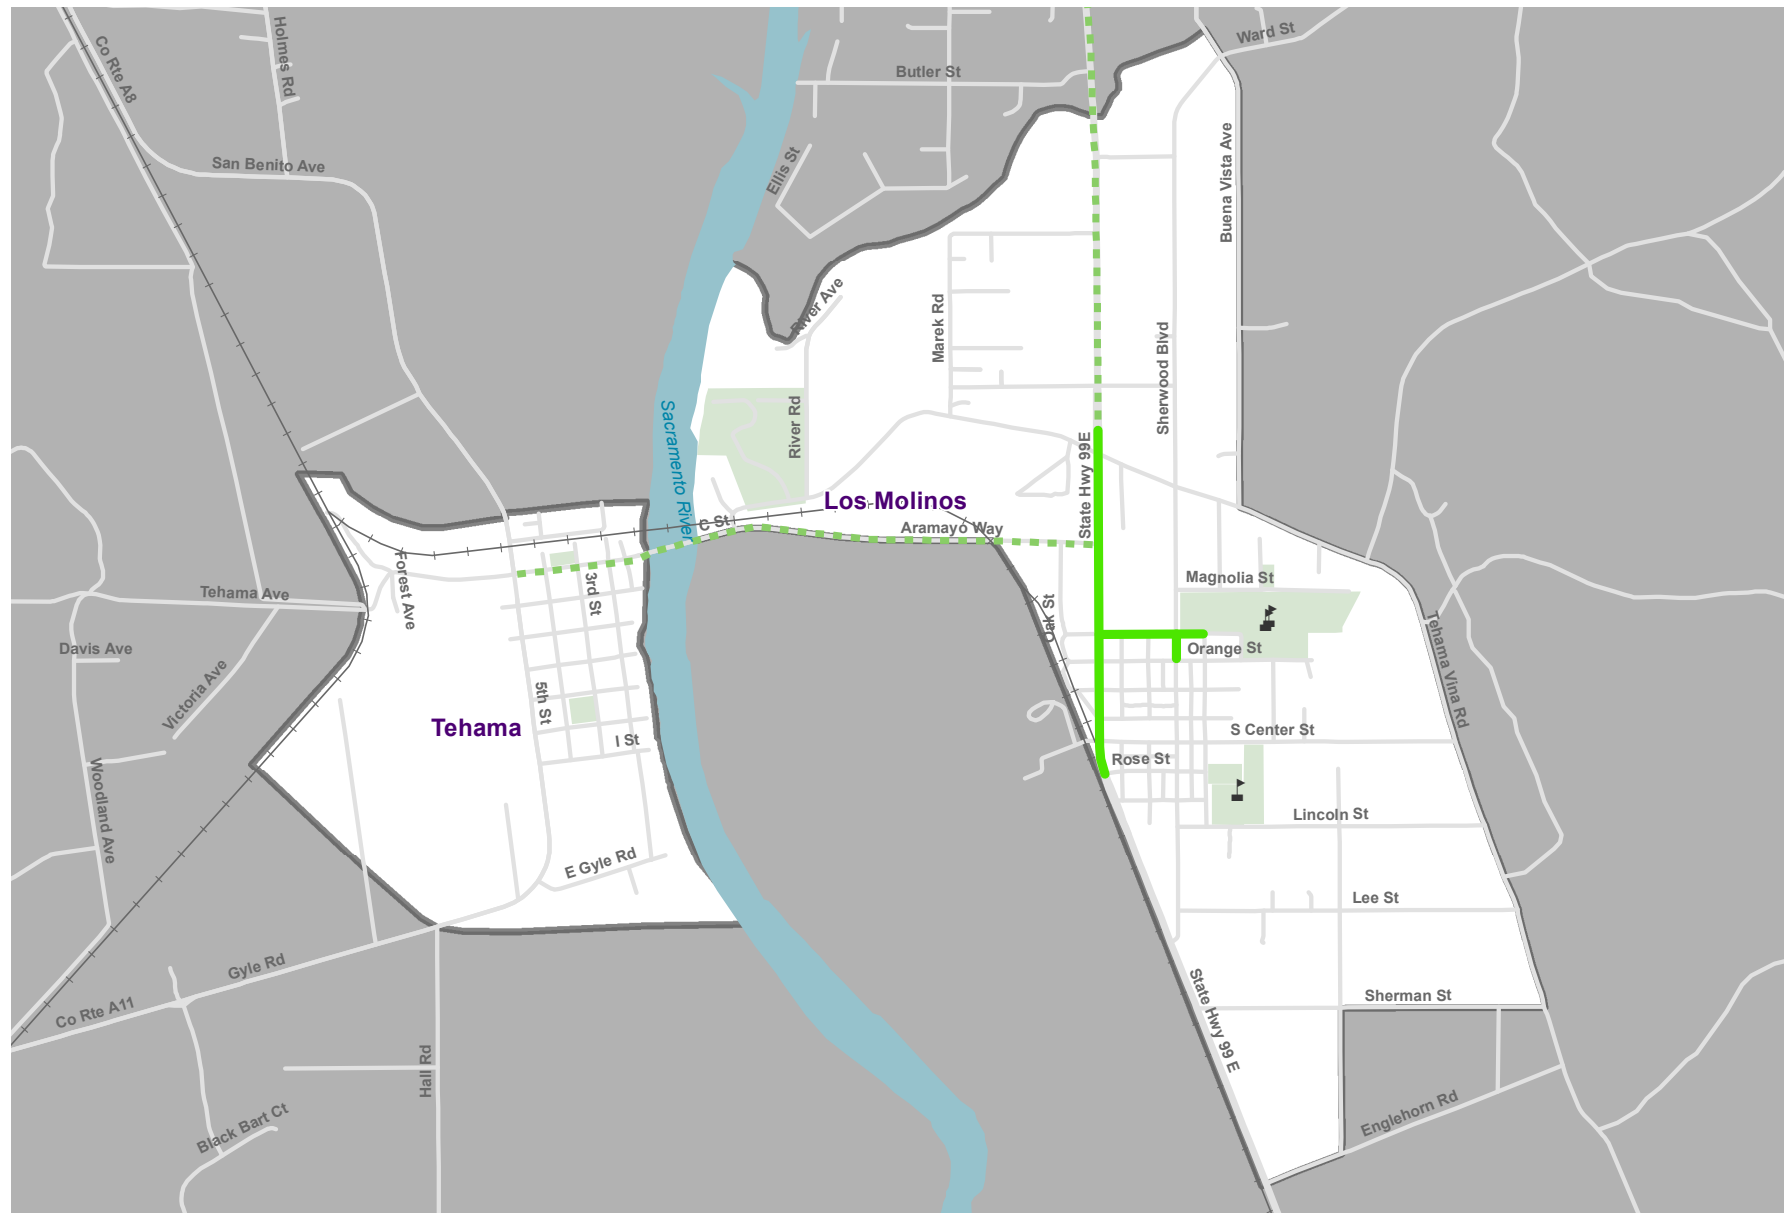 Ward St
Co Rte A8
Holmes Rd
Butler St
San Benito Ave
Ellis St
Buena Vista Ave
River Ave
Marek Rd
Sherwood Blvd
Sacramento River
River Rd
State Hwy 99E
Los Molinos
C St
Aramayo Way
Forest Ave
3rd St
Magnolia St
Tehama Ave
Oak St
Tehama Vina Rd
Davis Ave
Orange St
Victoria Ave
5th St
Tehama
I St
S Center St
Rose St
Woodland Ave
Lincoln St
E Gyle Rd
Lee St
Gyle Rd
Sherman St
Co Rte A11
State Hwy 99 E
Hall Rd
Black Bart Ct
Englehorn Rd